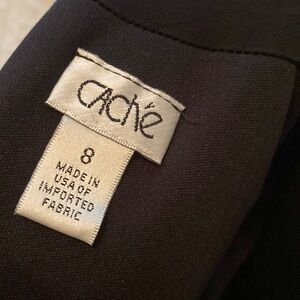 CACHé
8
MADE IN
USA OF
IMPORTED
FABRIC